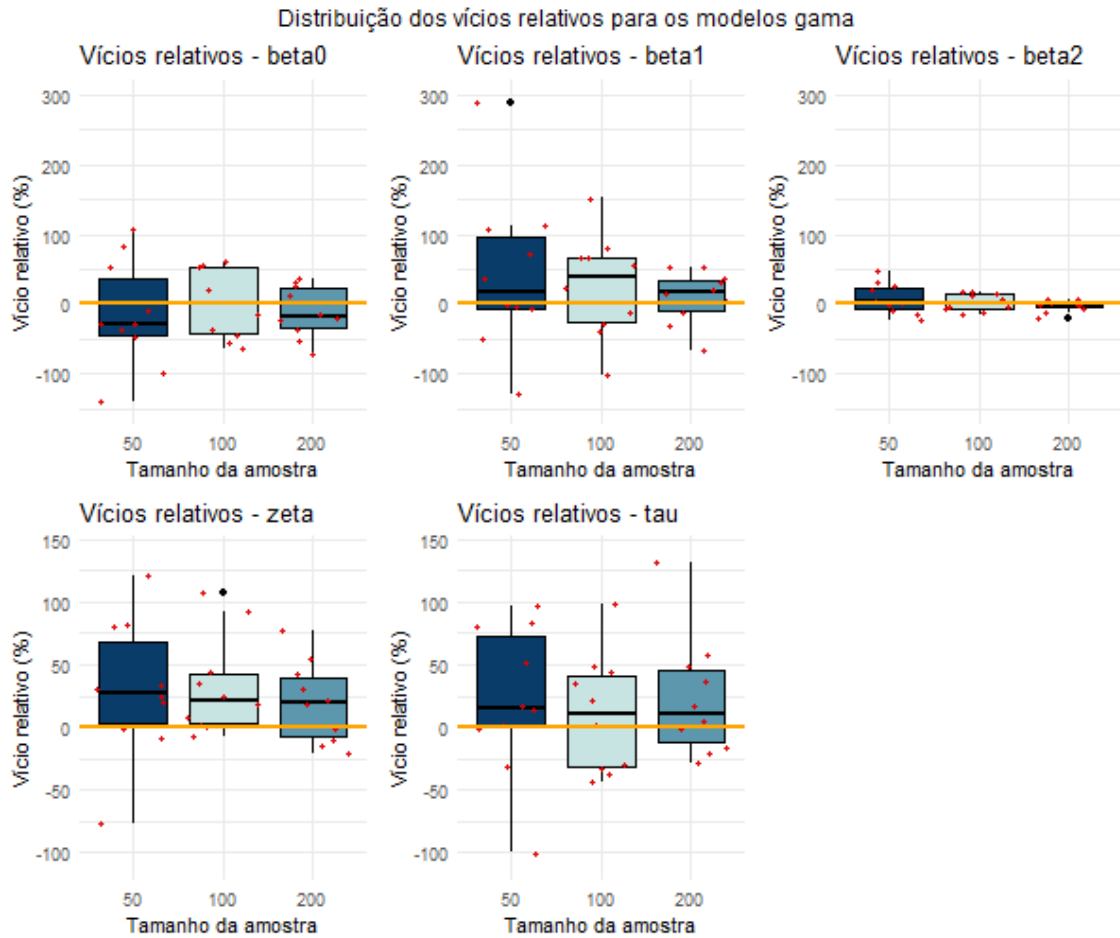 Distribuição dos vícios relativos para os modelos gama
Vícios relativos - beta0
Vício relativo (%)
300
200
100
0
-100
50 100 200
Tamanho da amostra
Vícios relativos - beta1
Vício relativo (%)
300
200
100
0
-100
50 100 200
Tamanho da amostra
Vícios relativos - beta2
Vício relativo (%)
300
200
100
0
-100
50 100 200
Tamanho da amostra
Vícios relativos - zeta
Vício relativo (%)
150
100
50
0
-50
-100
50 100 200
Tamanho da amostra
Vícios relativos - tau
Vício relativo (%)
150
100
50
0
-50
-100
50 100 200
Tamanho da amostra